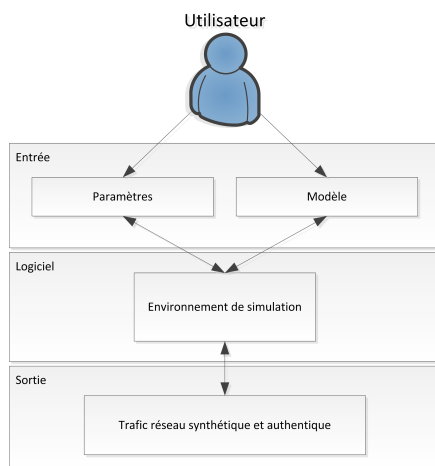 Utilisateur
Entrée
Paramètres
Modèle
Logiciel
Environnement de simulation
Sortie
Trafic réseau synthétique et authentique